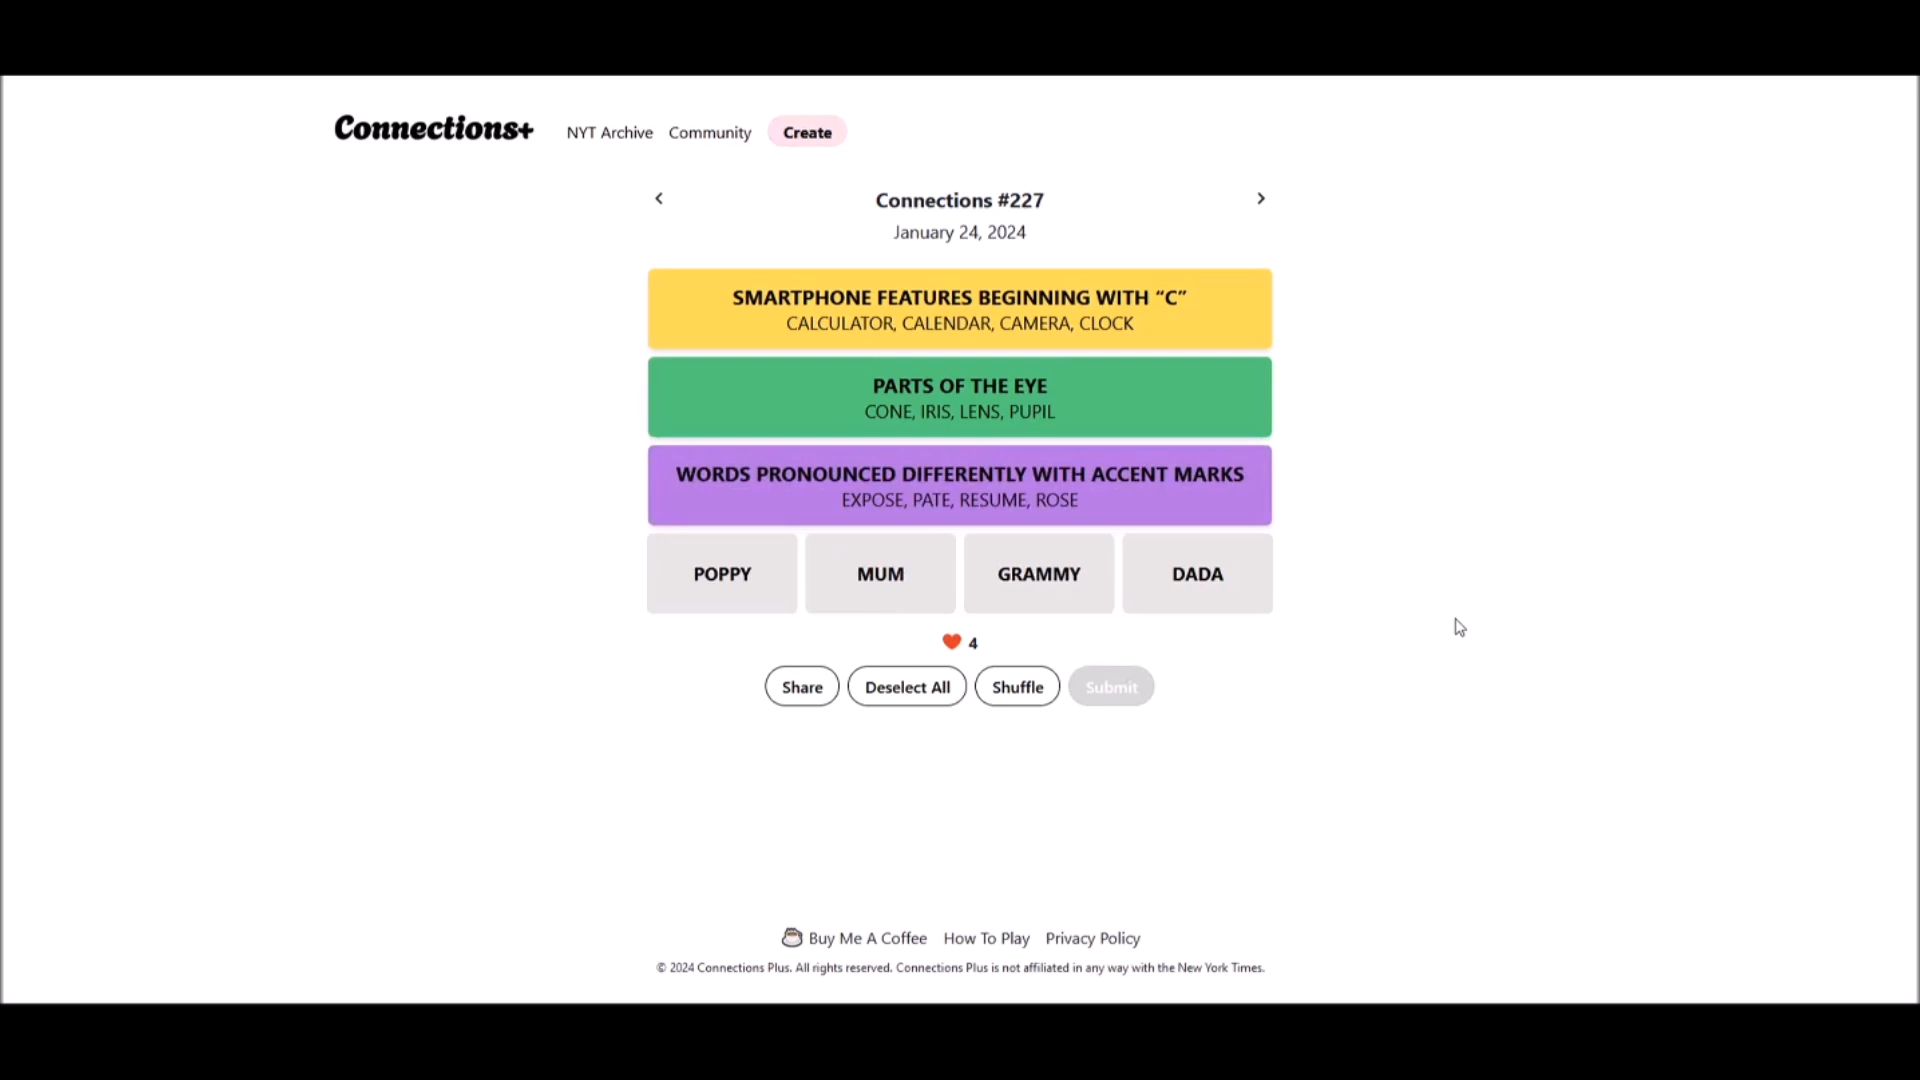 Connections+ NYT Archive Community Create
Connections #227
January 24, 2024
SMARTPHONE FEATURES BEGINNING WITH “C”
CALCULATOR, CALENDAR, CAMERA, CLOCK
PARTS OF THE EYE
CONE, IRIS, LENS, PUPIL
WORDS PRONOUNCED DIFFERENTLY WITH ACCENT MARKS
EXPOSE, PATE, RESUME, ROSE
POPPY MUM GRAMMY DADA
4
Share Deselect All Shuffle Submit
Buy Me A Coffee How To Play Privacy Policy
© 2024 Connections Plus. All rights reserved. Connections Plus is not affiliated in any way with the New York Times.